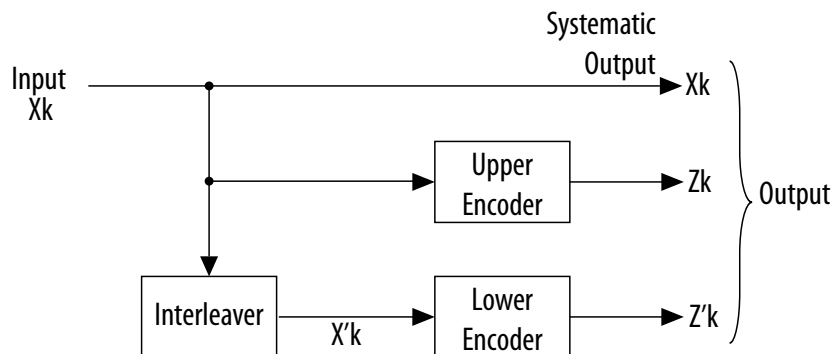 Systematic
Output
Input
Xk
Xk
Upper
Encoder
Zk
Output
Interleaver
X'k
Lower
Encoder
Z'k